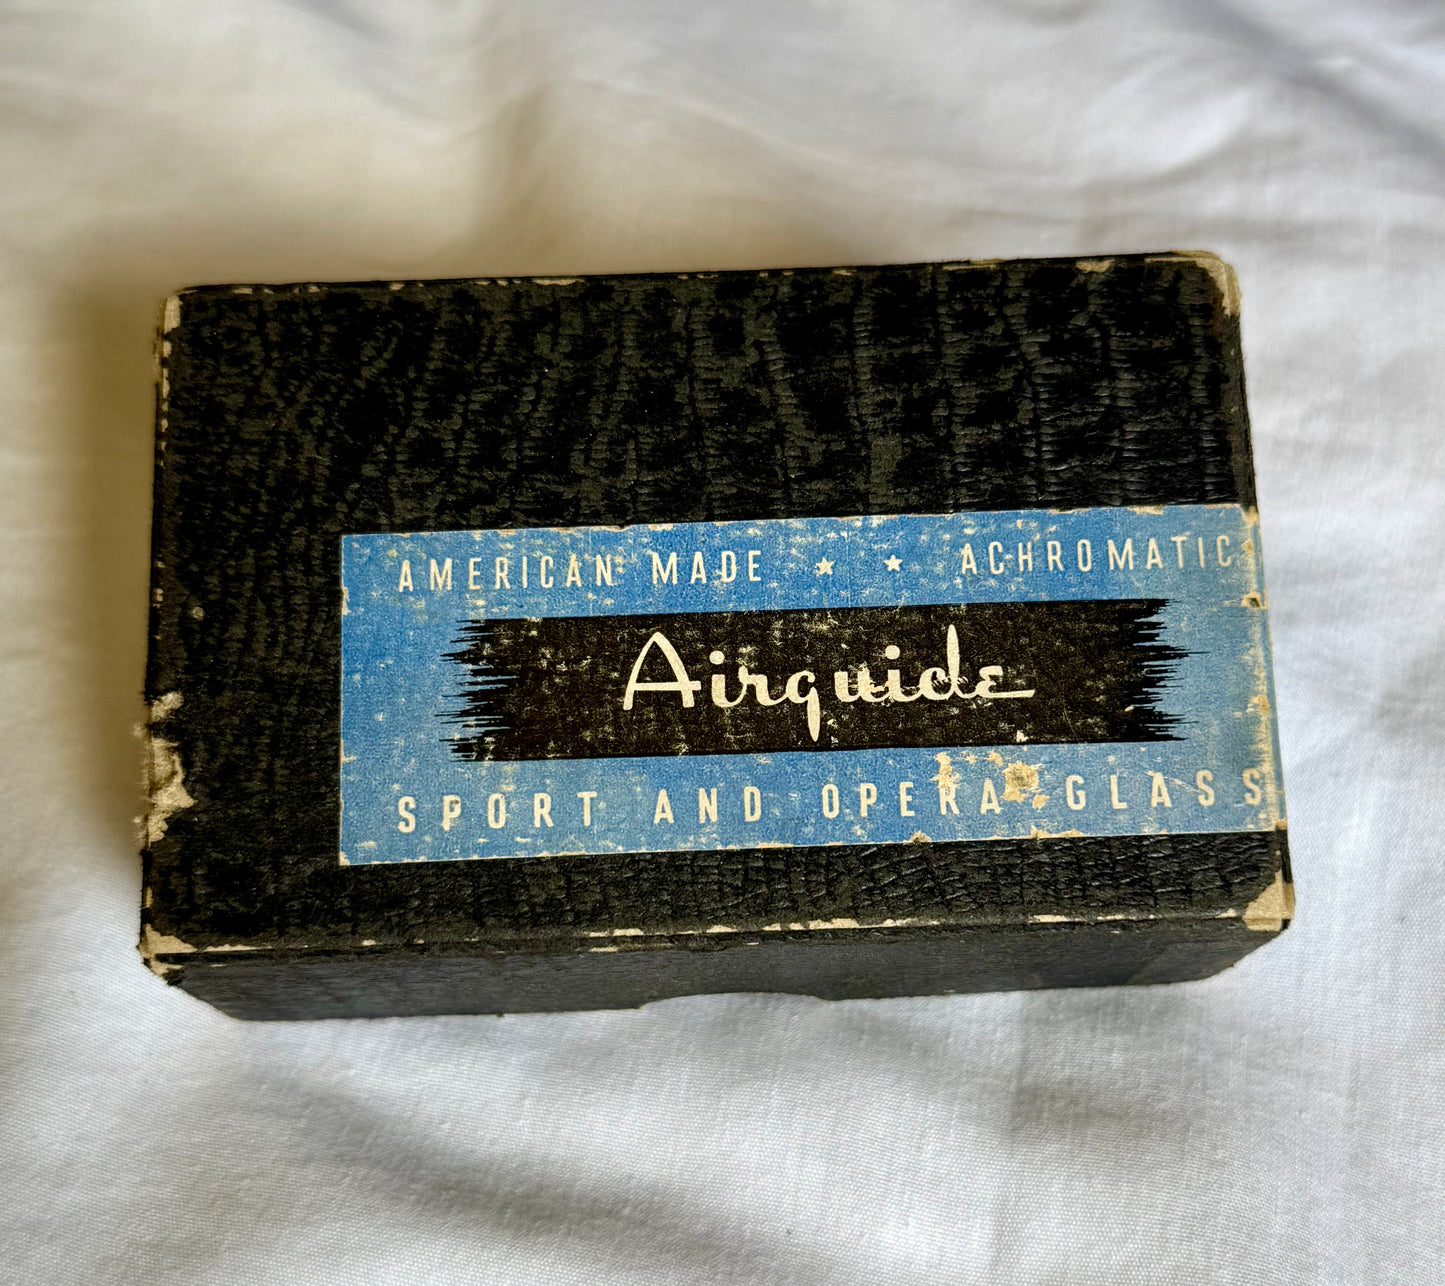 AMERICAN MADE ★ ★ ACHROMATIC
Airguide
SPORT AND OPERA GLASS